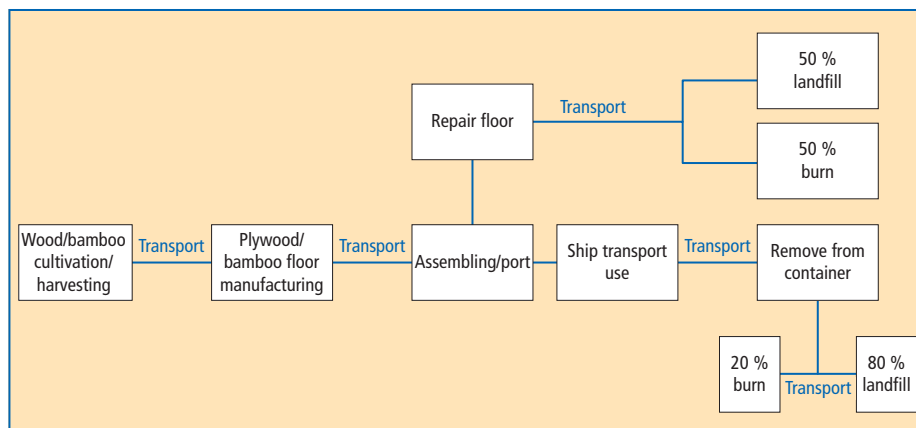 50 %
landfill
Repair floor
Transport
50 %
burn
Wood/bamboo
cultivation/
harvesting
Transport
Plywood/
bamboo floor
manufacturing
Transport
Assembling/port
Ship transport
use
Transport
Remove from
container
20 %
burn
Transport
80 %
landfill